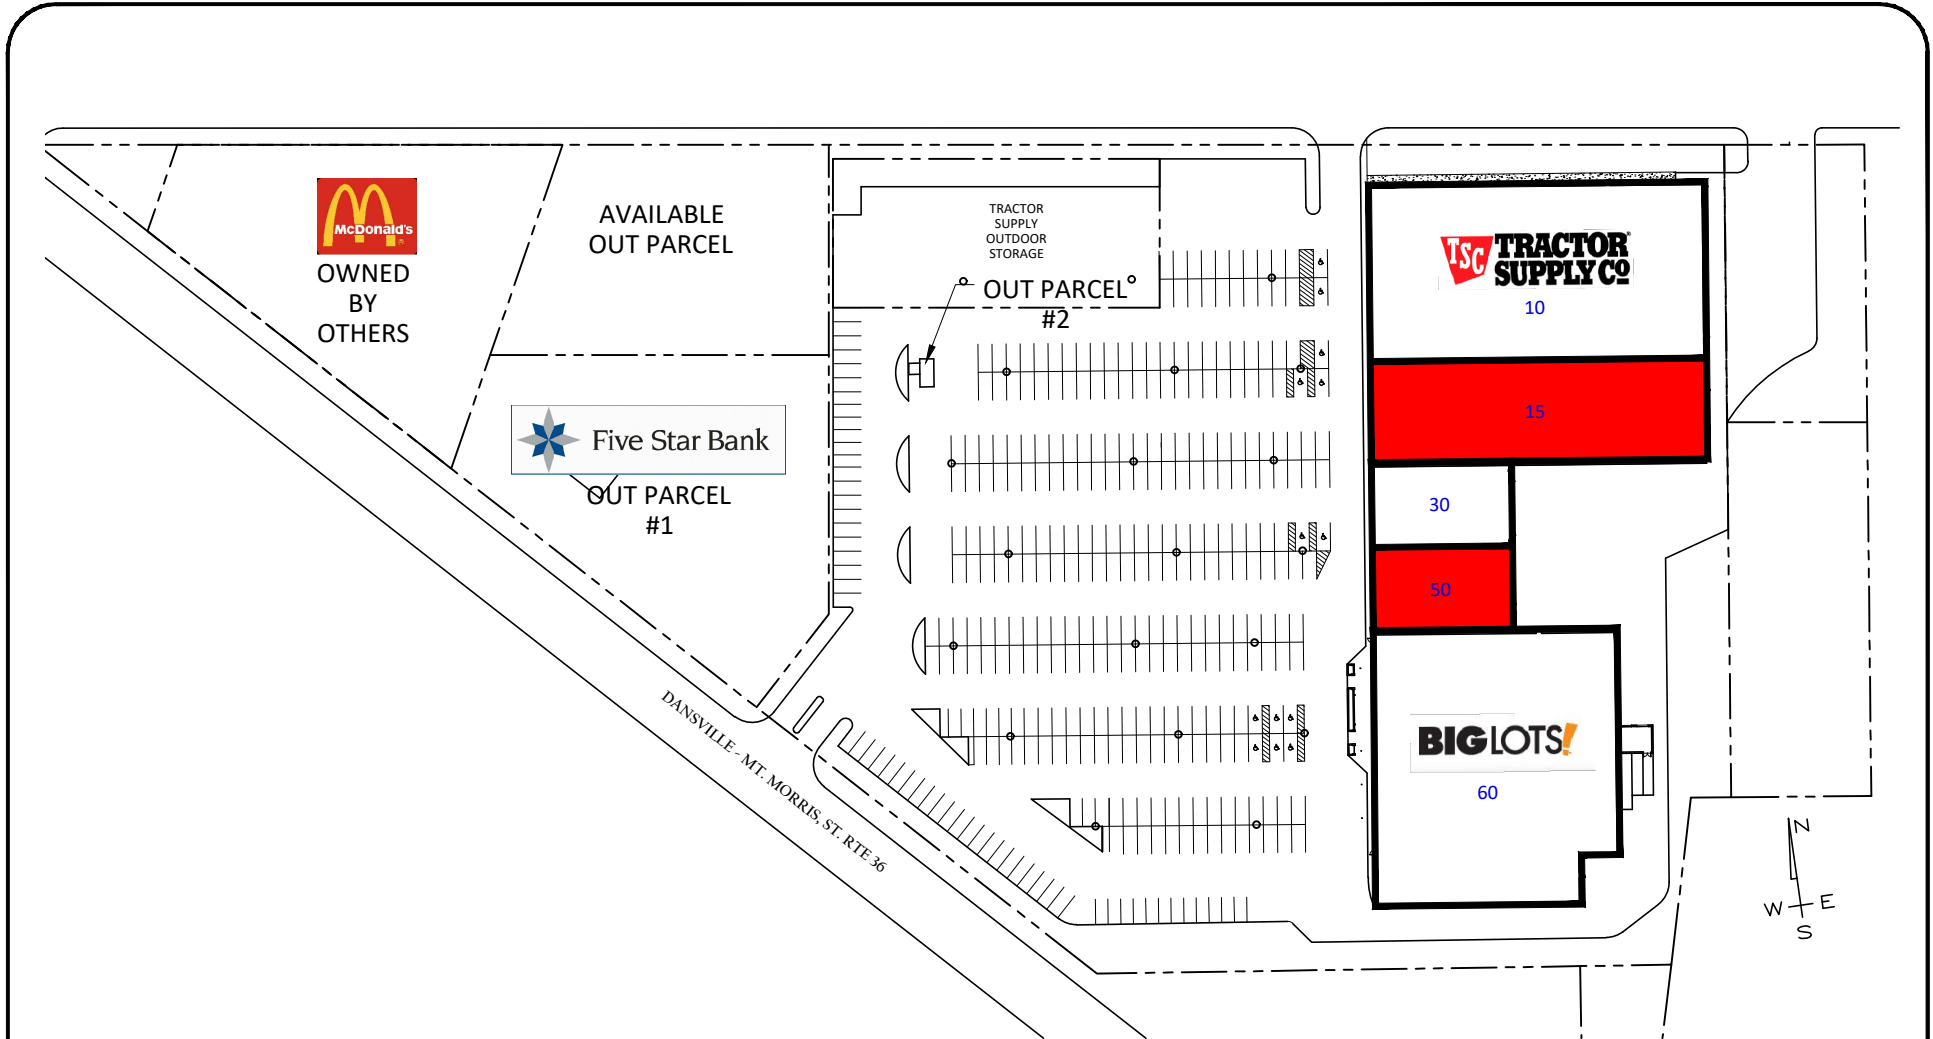 McDonald's
OWNED
BY
OTHERS
AVAILABLE
OUT PARCEL
TRACTOR
SUPPLY
OUTDOOR
STORAGE
OUT PARCEL
#2
TSC TRACTOR
SUPPLY CO
10
15
Five Star Bank
OUT PARCEL
#1
30
50
DANSVILLE - MT. MORRIS, ST. RTE 36
BIG LOTS!
60
N
W E
S